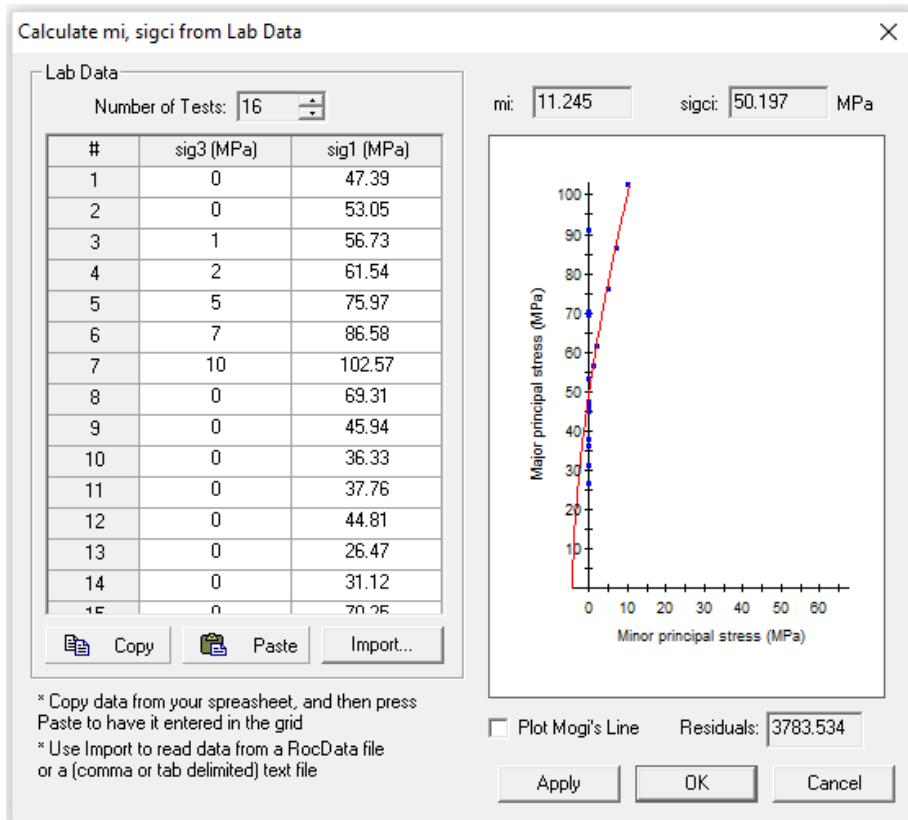 Calculate mi, sigci from Lab Data
Lab Data
Number of Tests: 16
# sig3 (MPa) sig1 (MPa)
1 0 47.39
2 0 53.05
3 1 56.73
4 2 61.54
5 5 75.97
6 7 86.58
7 10 102.57
8 0 69.31
9 0 45.94
10 0 36.33
11 0 37.76
12 0 44.81
13 0 26.47
14 0 31.12
15 0 70.25
Copy Paste Import...
* Copy data from your spreasheet, and then press
Paste to have it entered in the grid
* Use Import to read data from a RocData file
or a (comma or tab delimited) text file
mi: 11.245 sigci: 50.197 MPa
Major principal stress (MPa)
100
90
80
70
60
50
40
30
20
10
0 10 20 30 40 50 60
Minor principal stress (MPa)
Plot Mogi's Line Residuals: 3783.534
Apply OK Cancel